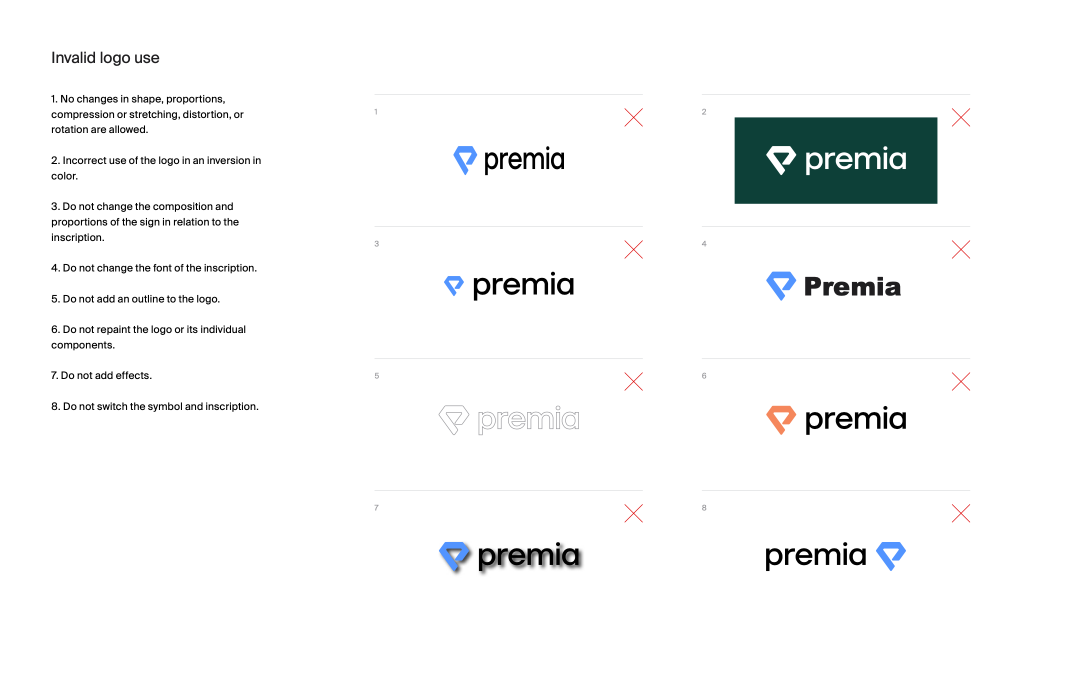 Invalid logo use
1. No changes in shape, proportions,
compression or stretching, distortion, or
rotation are allowed.
2. Incorrect use of the logo in an inversion in
color.
3. Do not change the composition and
proportions of the sign in relation to the
inscription.
4. Do not change the font of the inscription.
5. Do not add an outline to the logo.
6. Do not repaint the logo or its individual
components.
7. Do not add effects.
8. Do not switch the symbol and inscription.
1
premia
2
premia
3
premia
4
Premia
5
premia
6
premia
7
premia
8
premia